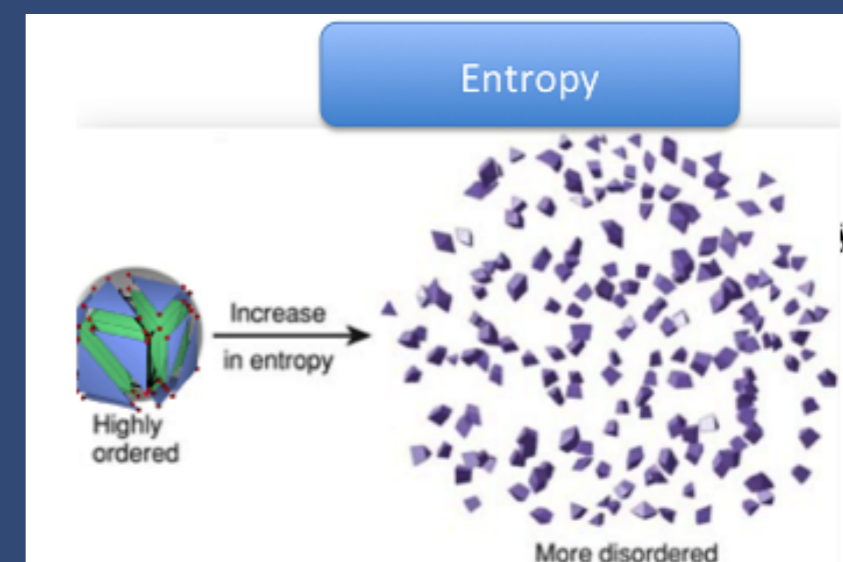 Entropy
Increase
in entropy
Highly
ordered
More disordered